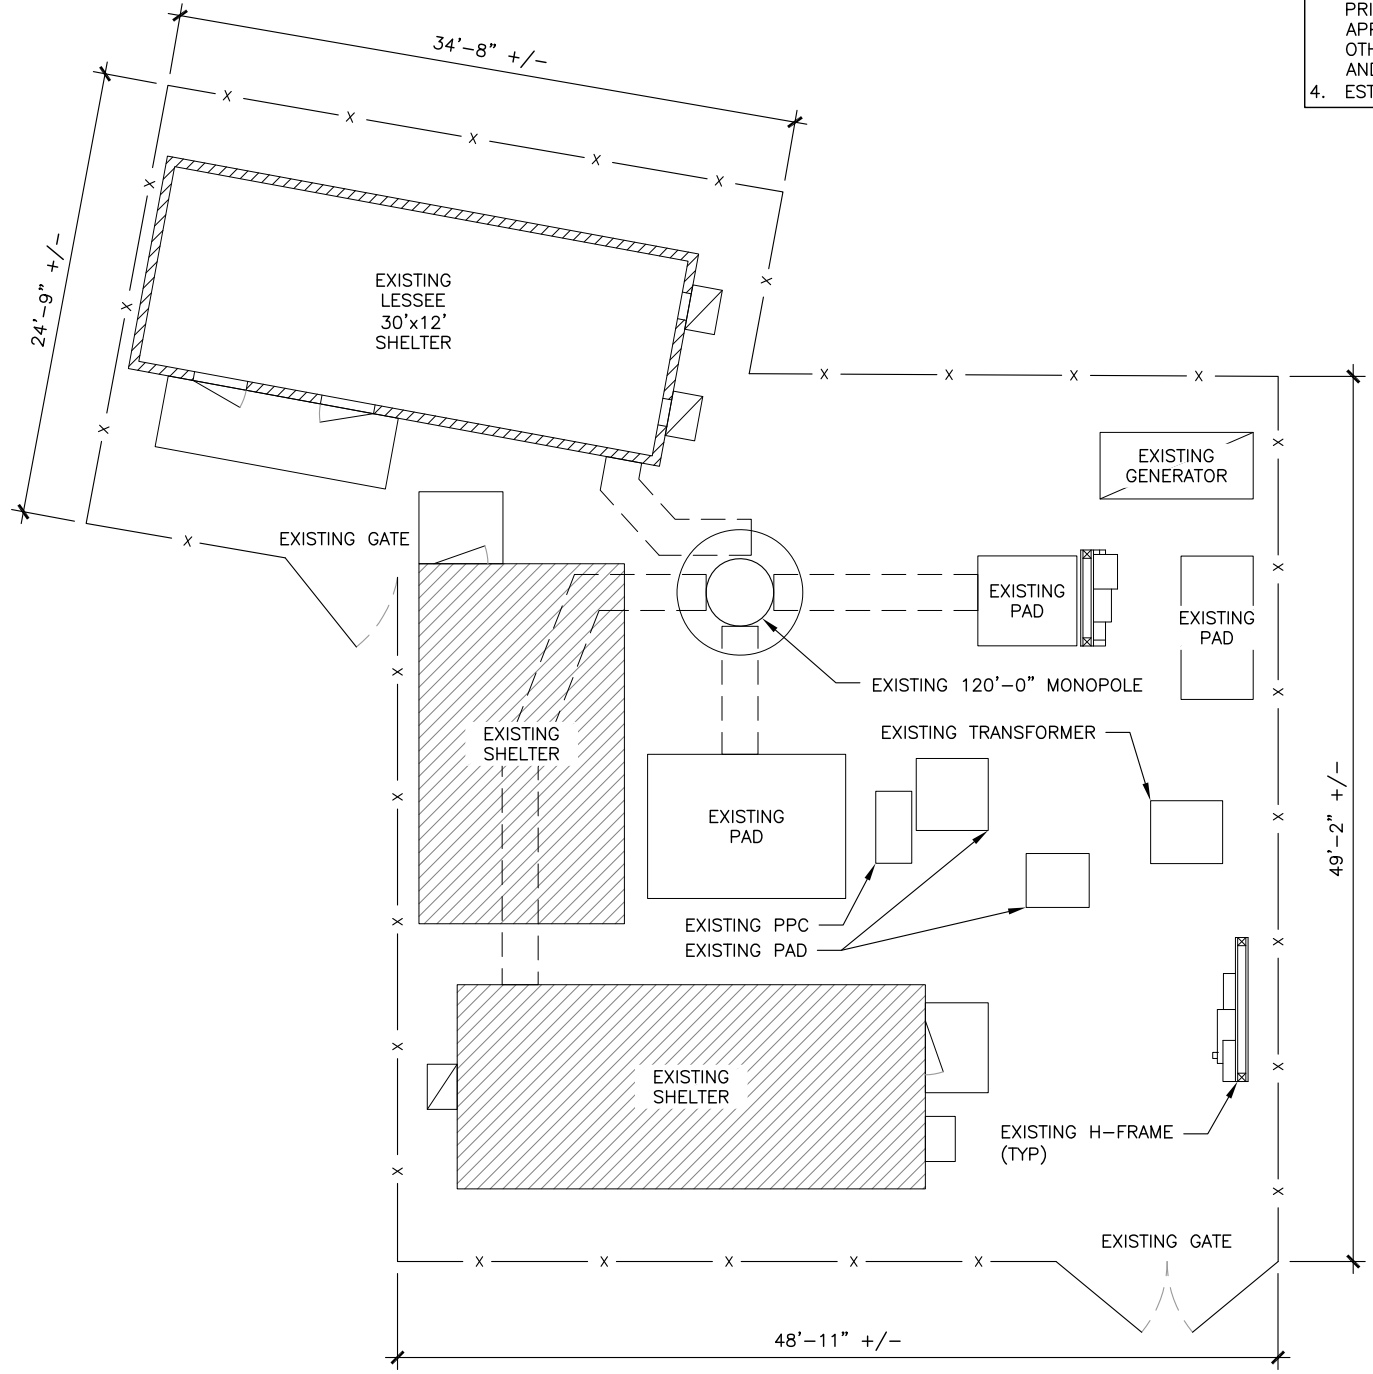 4.
34'-8" +/-
24'-9" +/-
EXISTING
LESSEE
30'x12'
SHELTER
EXISTING
GENERATOR
EXISTING GATE
EXISTING
PAD
EXISTING
PAD
EXISTING 120'-0" MONOPOLE
EXISTING TRANSFORMER
EXISTING
SHELTER
EXISTING
PAD
49'-2" +/-
EXISTING PPC
EXISTING PAD
EXISTING
SHELTER
EXISTING H-FRAME
(TYP)
EXISTING GATE
48'-11" +/-